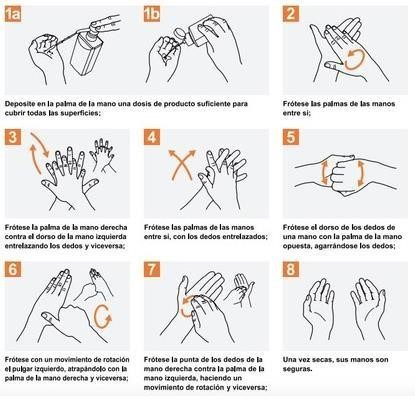 1a
1b
2
Deposite en la palma de la mano una dosis de producto suficiente para
cubrir todas las superficies;
Frótese las palmas de las manos
entre sí;
3
4
5
Frótese la palma de la mano derecha
contra el dorso de la mano izquierda
entrelazando los dedos y viceversa;
Frótese las palmas de las manos
entre sí, con los dedos entrelazados;
Frótese el dorso de los dedos de
una mano con la palma de la mano
opuesta, agarrándose los dedos;
6
7
8
Frótese con un movimiento de rotación
el pulgar izquierdo, atrapándolo con la
palma de la mano derecha y viceversa;
Frótese la punta de los dedos de la
mano derecha contra la palma de la
mano izquierda, haciendo un
movimiento de rotación y viceversa;
Una vez secas, sus manos son
seguras.